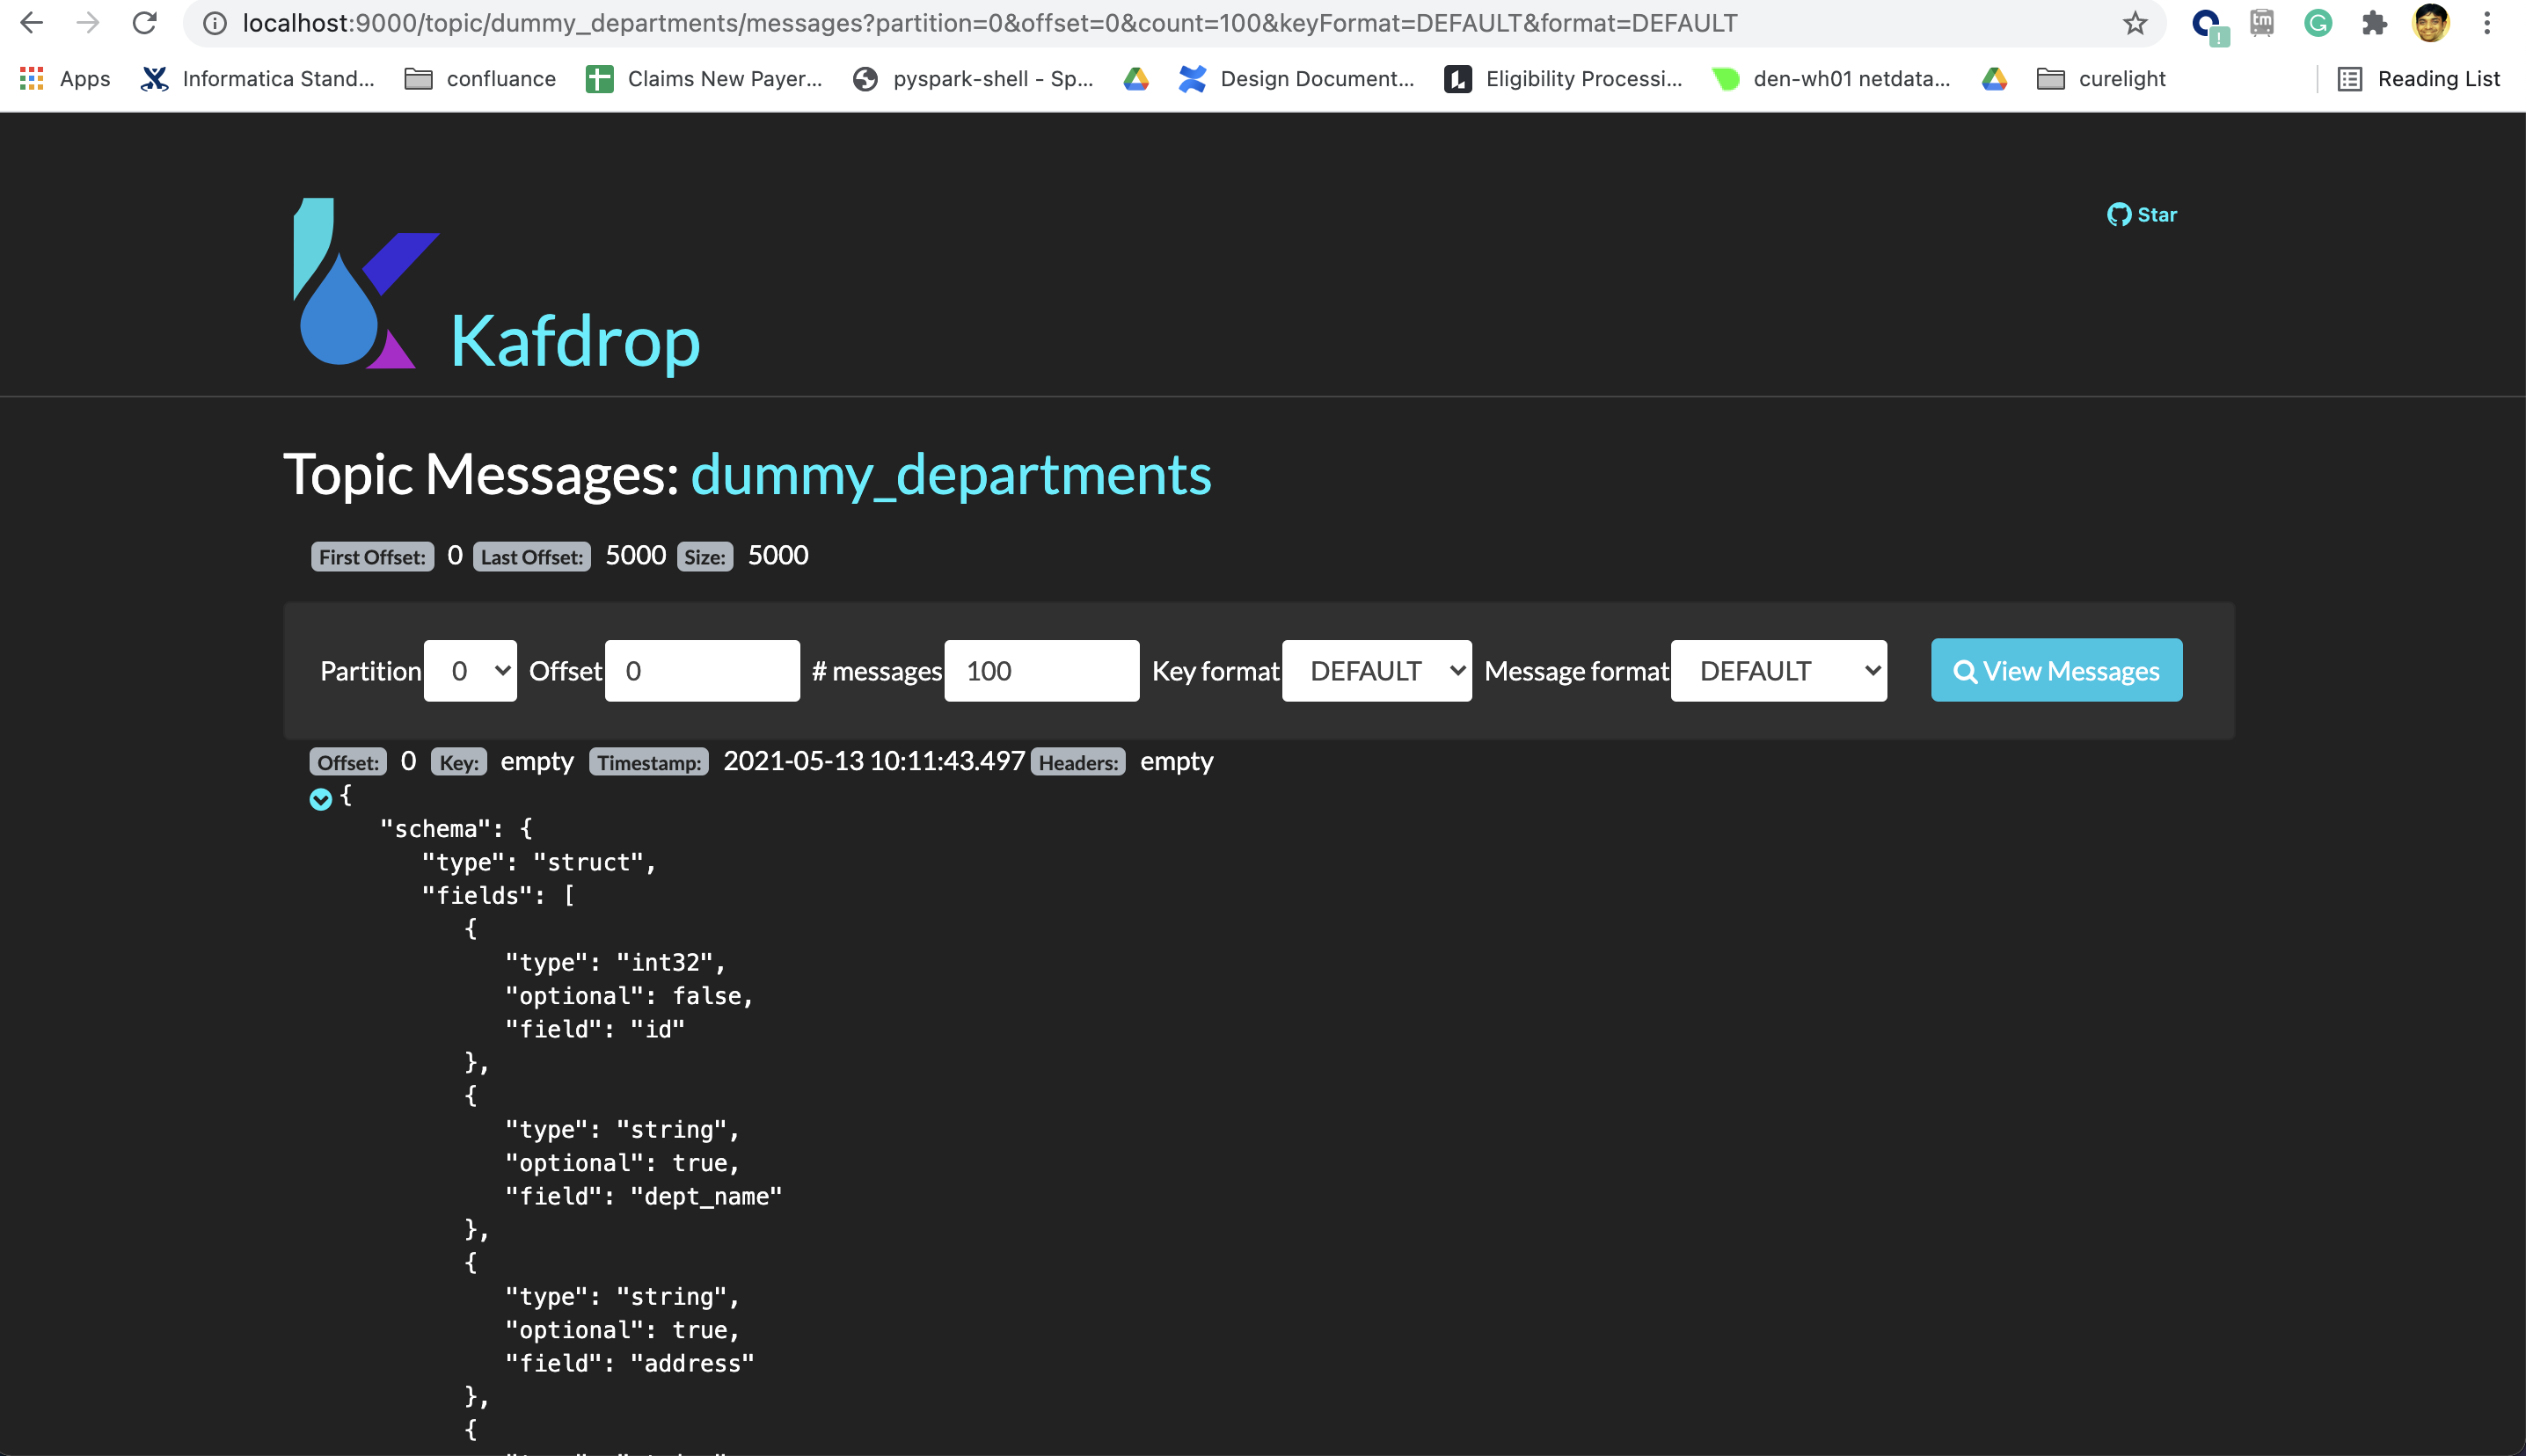 localhost:9000/topic/dummy_departments/messages?partition=0&offset=0&count=100&keyFormat=DEFAULT&format=DEFAULT
Apps Informatica Stand... confluance Claims New Payer... pyspark-shell - Sp... Design Document... Eligibility Processi... den-wh01 netdata... curelight Reading List
Star
Kafdrop
Topic Messages: dummy_departments
First Offset: 0 Last Offset: 5000 Size: 5000
Partition 0 Offset 0 # messages 100 Key format DEFAULT Message format DEFAULT View Messages
Offset: 0 Key: empty Timestamp: 2021-05-13 10:11:43.497 Headers: empty
{
"schema": {
"type": "struct",
"fields": [
{
"type": "int32",
"optional": false,
"field": "id"
},
{
"type": "string",
"optional": true,
"field": "dept_name"
},
{
"type": "string",
"optional": true,
"field": "address"
},
{